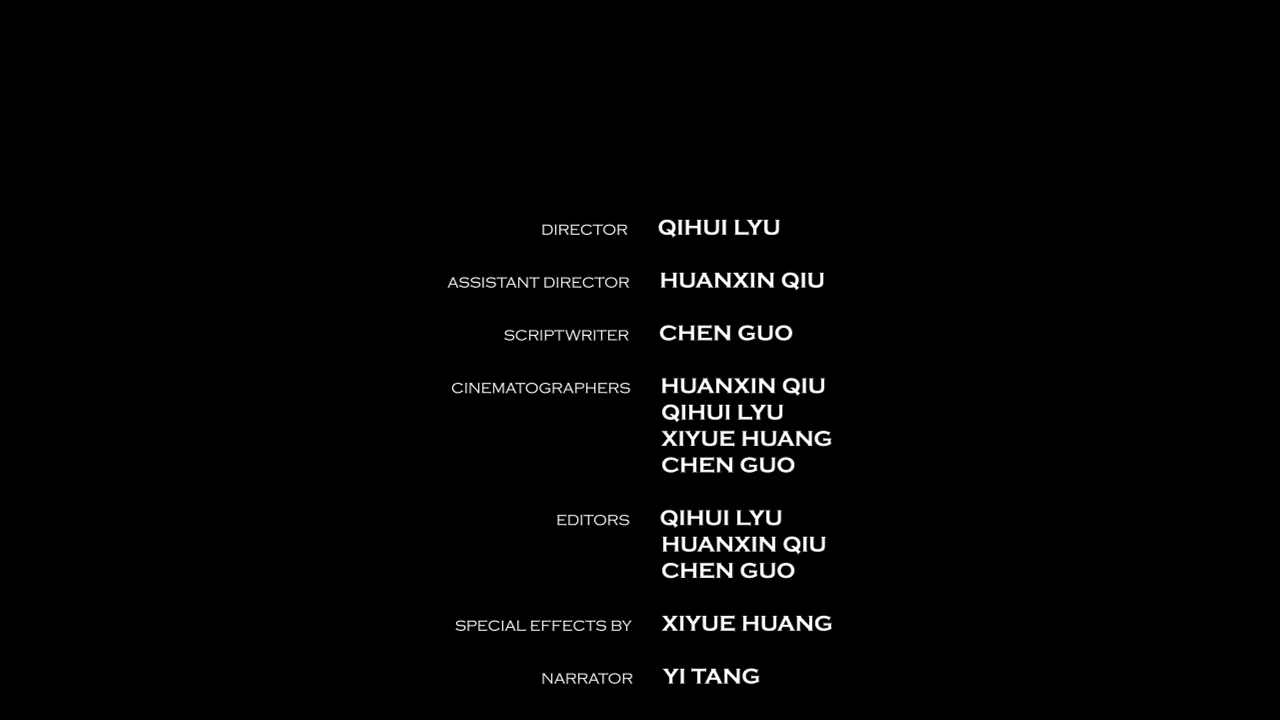 DIRECTOR QIHUI LYU
ASSISTANT DIRECTOR HUANXIN QIU
SCRIPTWRITER CHEN GUO
CINEMATOGRAPHERS HUANXIN QIU
QIHUI LYU
XIYUE HUANG
CHEN GUO
EDITORS QIHUI LYU
HUANXIN QIU
CHEN GUO
SPECIAL EFFECTS BY XIYUE HUANG
NARRATOR YI TANG